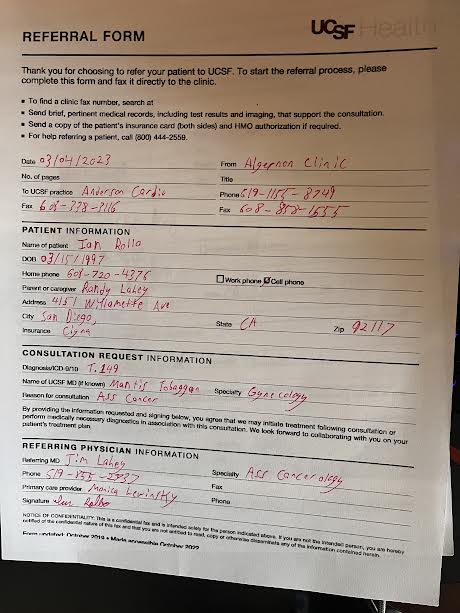 REFERRAL FORM
UCSF Health
Thank you for choosing to refer your patient to UCSF. To start the referral process, please
complete this form and fax it directly to the clinic.
▪ To find a clinic fax number, search at
▪ Send brief, pertinent medical records, including test results and imaging, that support the consultation.
▪ Send a copy of the patient's insurance card (both sides) and HMO authorization if required.
▪ For help referring a patient, call (800) 444-2559.
Date 03/04/2023 From Algernon Clinic
No. of pages Title
To UCSF practice Anderson Cardio Phone 619-1155-8749
Fax 608-338-3116 Fax 608-858-1555
PATIENT INFORMATION
Name of patient Ian Rollo
DOB 03/15/1997
Home phone 601-720-4376 Work phone Cell phone
Parent or caregiver Randy Lahey
Address 4151 Willamette Ave
City San Diego, State CA Zip 92117
Insurance Cigna
CONSULTATION REQUEST INFORMATION
Diagnosis/ICD-9/10 T.149
Name of UCSF MD (if known) Mantis Tobaggan Specialty Gynecology
Reason for consultation Ass Cancer
By providing the information requested and signing below, you agree we may initiate treatment following consultation or
perform medically necessary diagnostics in association with this consultation. We look forward to collaborating with you on your
patient's treatment plan.
REFERRING PHYSICIAN INFORMATION
Referring MD Jim Lahey Specialty Ass Cancerology
Phone Fax
Primary care provider Monica Lewinsky Phone
Signature
NOTICE OF CONFIDENTIALITY: This is a confidential fax and is intended solely for the person indicated above. If you are not the intended person, you are hereby
notified of the confidential nature of this fax and that you are not entitled to read, copy or otherwise disseminate any of the information contained herein.
Form updated: October 2019 • Made accessible October 2022